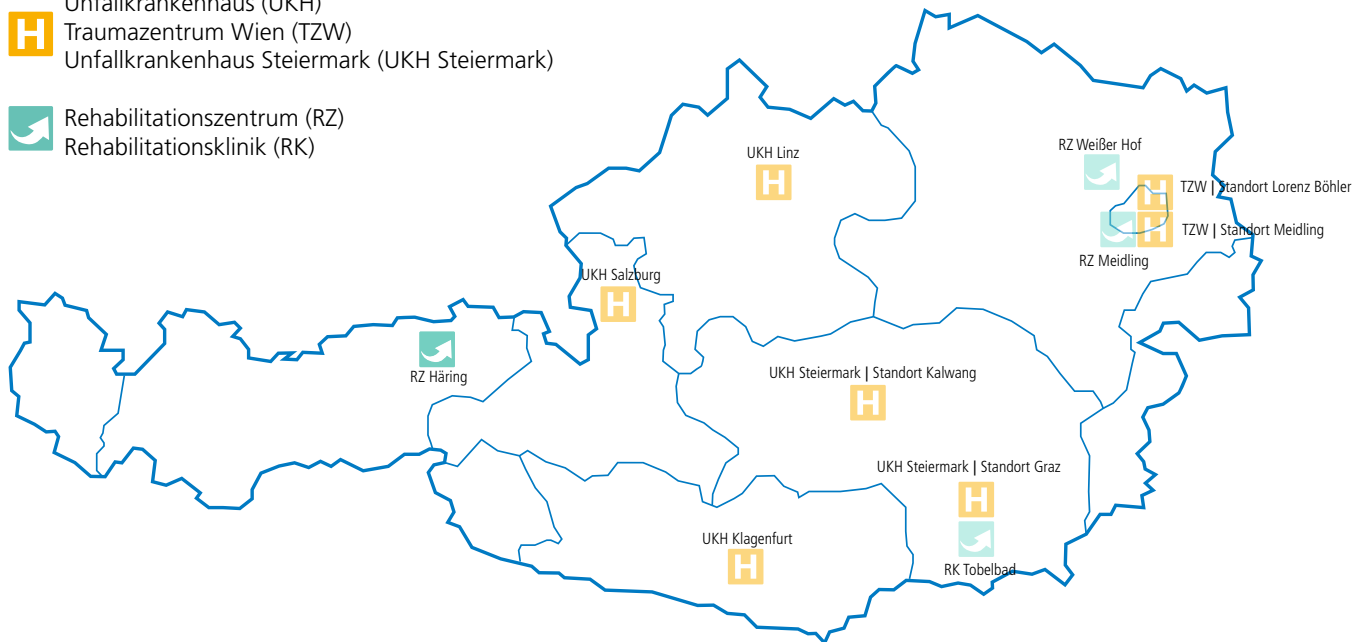 Unfallkrankenhaus (UKH)
H
Traumazentrum Wien (TZW)
Unfallkrankenhaus Steiermark (UKH Steiermark)
Rehabilitationszentrum (RZ)
Rehabilitationsklinik (RK)
RZ Weißer Hof
UKH Linz
H
H
TZW | Standort Lorenz Böhler
H
TZW | Standort Meidling
RZ Meidling
UKH Salzburg
H
RZ Häring
UKH Steiermark | Standort Kalwang
H
UKH Steiermark | Standort Graz
H
UKH Klagenfurt
H
RK Tobelbad